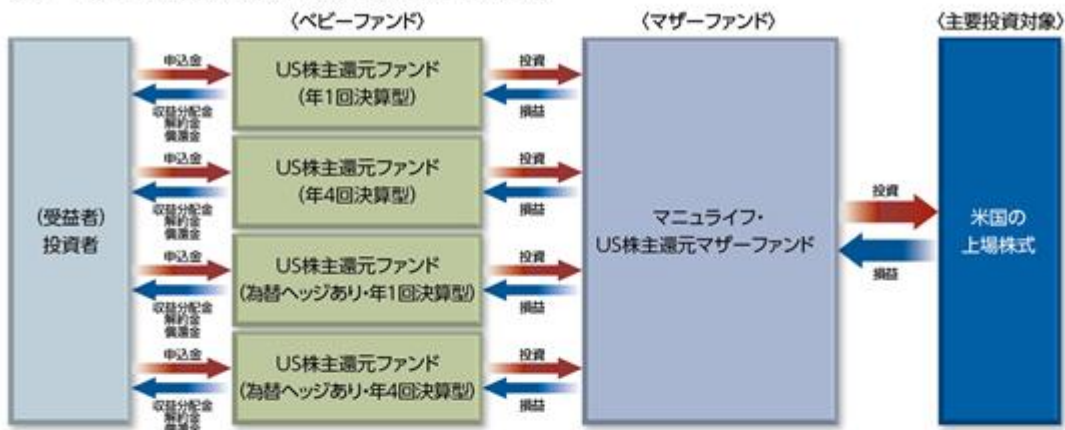 〈ベビーファンド〉
〈マザーファンド〉
〈主要投資対象〉
(受益者)
投資者
申込金
収益分配金
解約金
償還金
US株主還元ファンド
(年1回決算型)
投資
損益
申込金
収益分配金
解約金
償還金
US株主還元ファンド
(年4回決算型)
投資
損益
申込金
収益分配金
解約金
償還金
US株主還元ファンド
(為替ヘッジあり・年1回決算型)
投資
損益
申込金
収益分配金
解約金
償還金
US株主還元ファンド
(為替ヘッジあり・年4回決算型)
投資
損益
マニュライフ・
US株主還元マザーファンド
投資
損益
米国の
上場株式